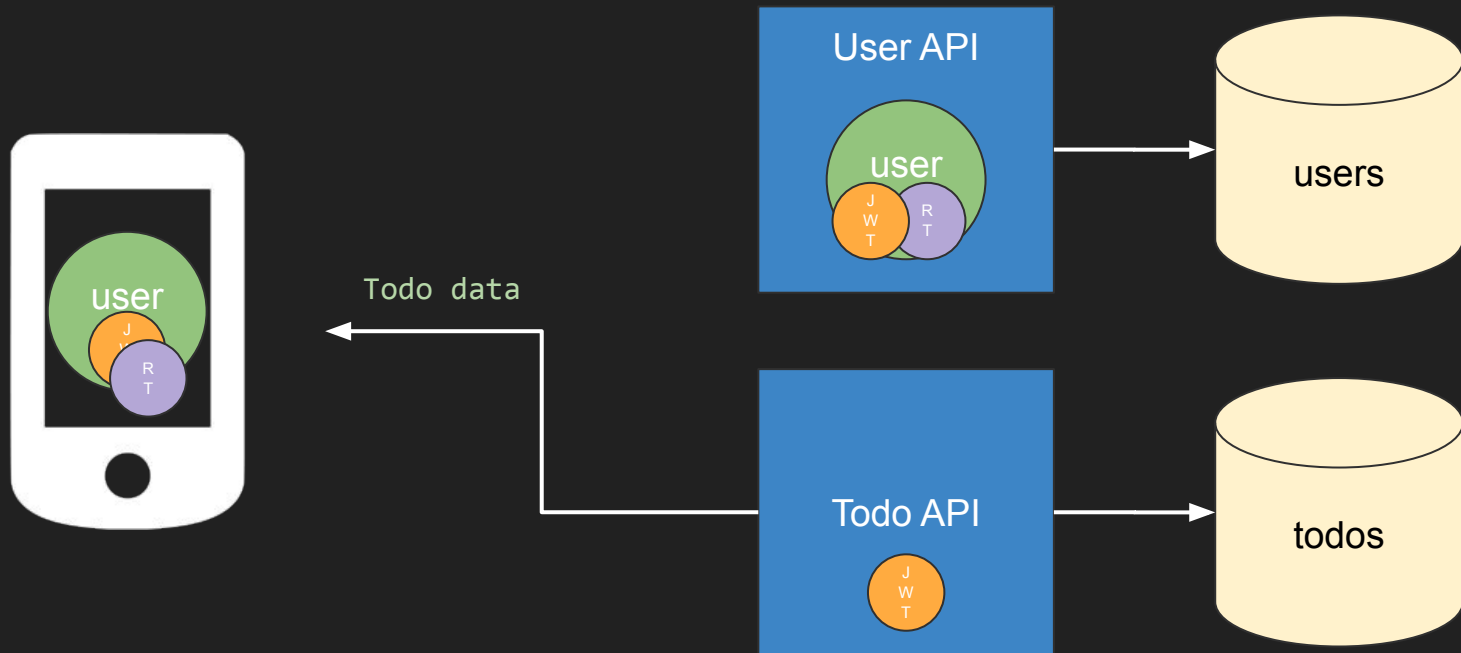 User API
user
J
W
T
R
T
users
user
J
W
R
T
Todo data
Todo API
J
W
T
todos